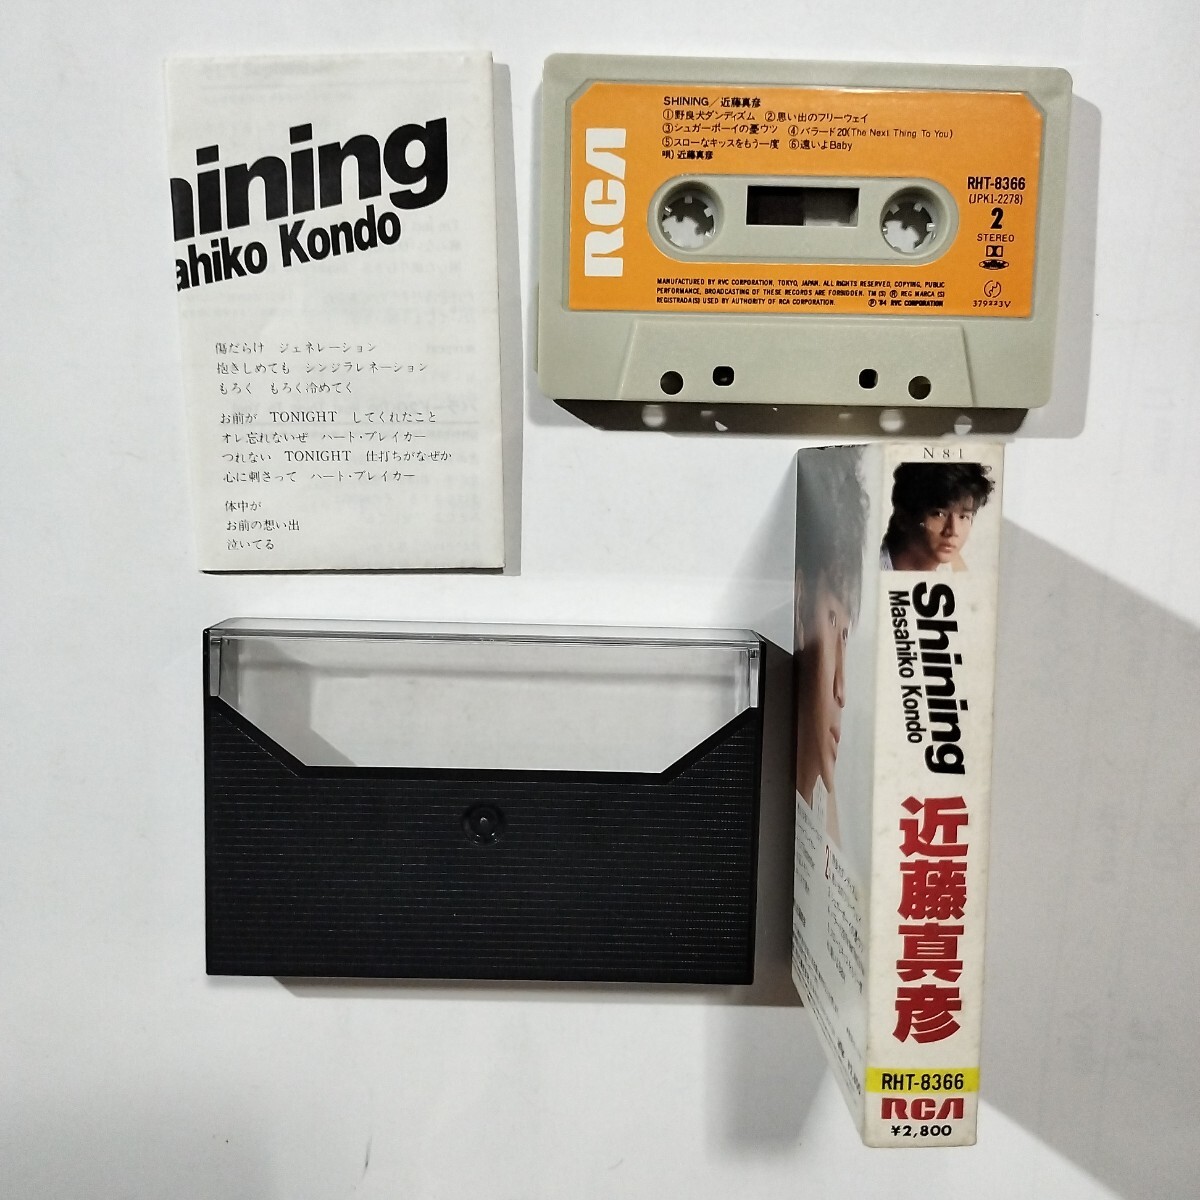 hining
ahiko Kondo
傷だらけ ジェネレーション
抱きしめても シンジラレネーション
もろく もろく冷めてく
お前が TONIGHT してくれたこと
オレ忘れないぜ ハート・ブレイカー
つれない TONIGHT 仕打ちがなぜか
心に刺さって ハート・ブレイカー
体中が
お前の想い出
泣いてる
RCA
SHINING/近藤真彦
①野良犬ダンディズム ②思い出のフリーウェイ
③シュガーボーイの憂ウツ ④バラード20(The Next Thing To You)
⑤スローなキッスをもう一度 ⑥遠いよBaby
唄) 近藤真彦
RHT-8366
(JPK1-2278)
2
STEREO
379223V
MANUFACTURED BY RVC CORPORATION, TOKYO, JAPAN. ALL RIGHTS RESERVED, COPYING, PUBLIC
PERFORMANCE, BROADCASTING OF THESE RECORDS ARE FORBIDDEN. TM(S) ® REG MARCA(S)
REGISTRADA(S) USED BY AUTHORITY OF RCA CORPORATION. ℗ '84 RVC CORPORATION
N・8・1
Shining
Masahiko Kondo
近藤真彦
RHT-8366
RCA
¥2,800